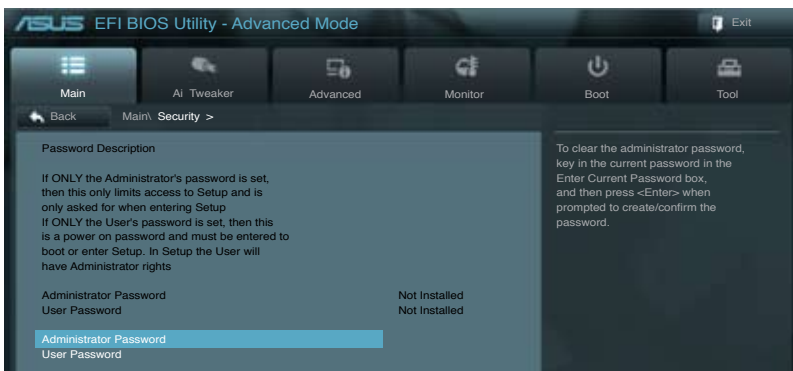 ASUS EFI BIOS Utility - Advanced Mode
Exit
Main
Ai Tweaker
Advanced
Monitor
Boot
Tool
Back
Main\ Security >
Password Description
If ONLY the Administrator's password is set,
then this only limits access to Setup and is
only asked for when entering Setup
If ONLY the User's password is set, then this
is a power on password and must be entered to
boot or enter Setup. In Setup the User will
have Administrator rights
Administrator Password Not Installed
User Password Not Installed
Administrator Password
User Password
To clear the administrator password,
key in the current password in the
Enter Current Password box,
and then press <Enter> when
prompted to create/confirm the
password.